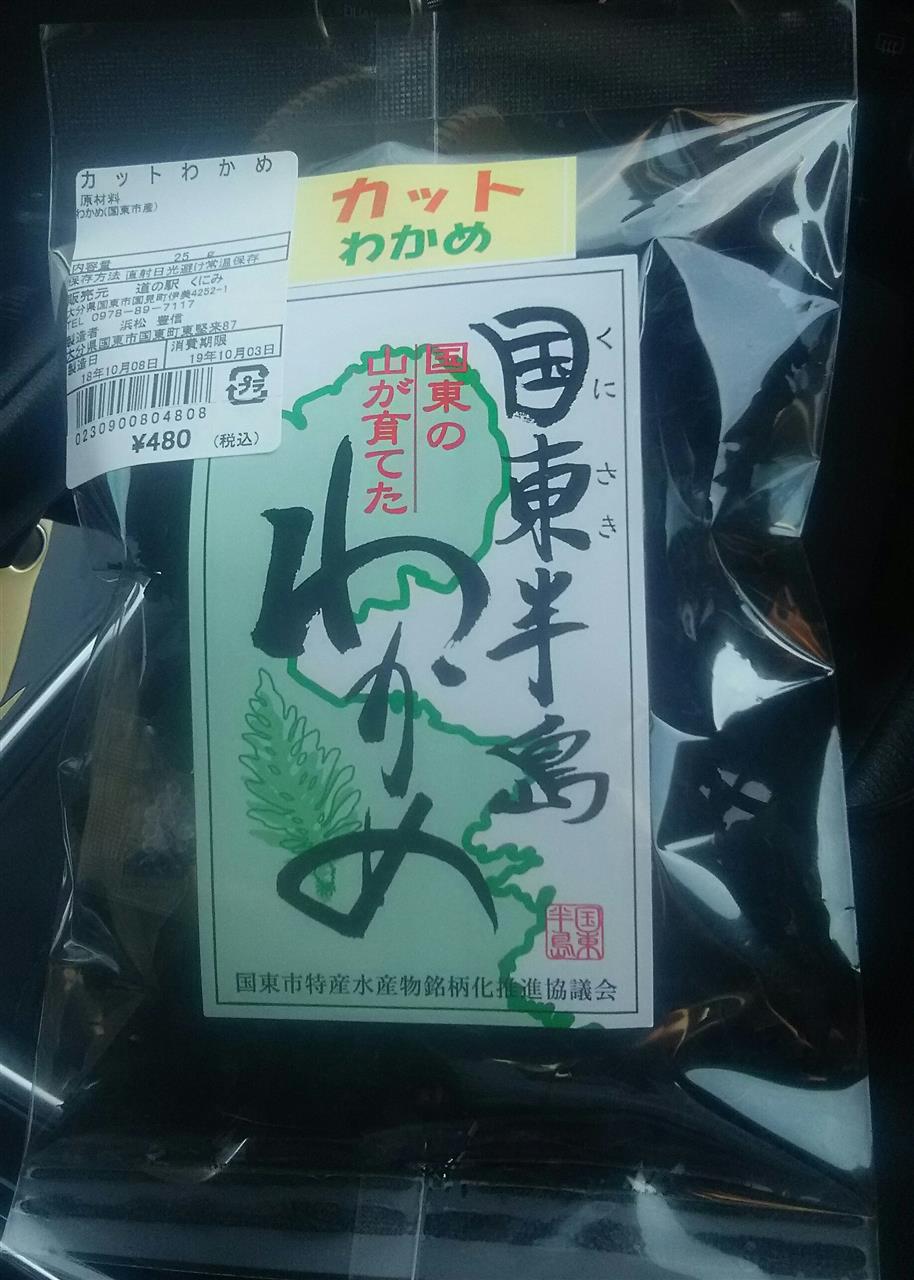 カットわかめ
原材料
わかめ(国東市産)
内容量 25 g
保存方法 直射日光避け常温保存
販売元 道の駅 くにみ
大分県国東市国見町伊美4252-1
TEL 0978-89-7117
製造者 浜松 豊信
大分県国東市国東町東堅来87
製造日 18年10月08日
消費期限 19年10月03日
プラ
0230900804808
¥480 (税込)
カット
わかめ
国東半島
くにさき
国東の
山が育てた
わかめ
国東
半島
国東市特産水産物銘柄化推進協議会